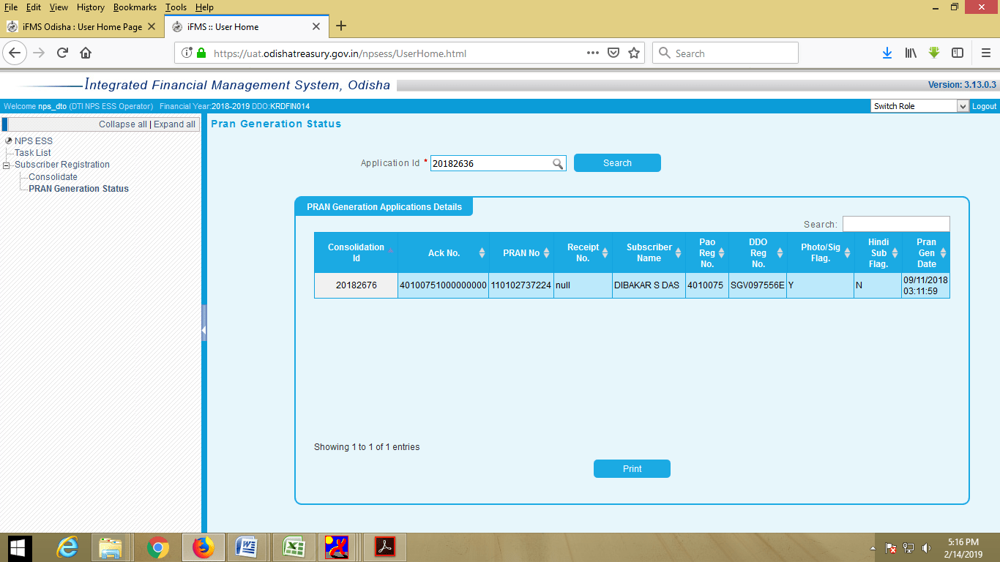 File Edit View History Bookmarks Tools Help
iFMS Odisha : User Home Page
iFMS :: User Home
https://uat.odishatreasury.gov.in/npsess/UserHome.html
Search
Integrated Financial Management System, Odisha
Version: 3.13.0.3
Welcome nps_dto (DTI NPS ESS Operator) Financial Year:2018-2019 DDO:KRDFIN014
Switch Role
Logout
Collapse all | Expand all
NPS ESS
Task List
Subscriber Registration
Consolidate
PRAN Generation Status
Pran Generation Status
Application Id * 20182636
Search
PRAN Generation Applications Details
Search:
Consolidation Id
Ack No.
PRAN No
Receipt No.
Subscriber Name
Pao Reg No.
DDO Reg No.
Photo/Sig Flag.
Hindi Sub Flag.
Pran Gen Date
20182676 40100751000000000 110102737224 null DIBAKAR S DAS 4010075 SGV097556E Y N 09/11/2018 03:11:59
Showing 1 to 1 of 1 entries
Print
5:16 PM
2/14/2019